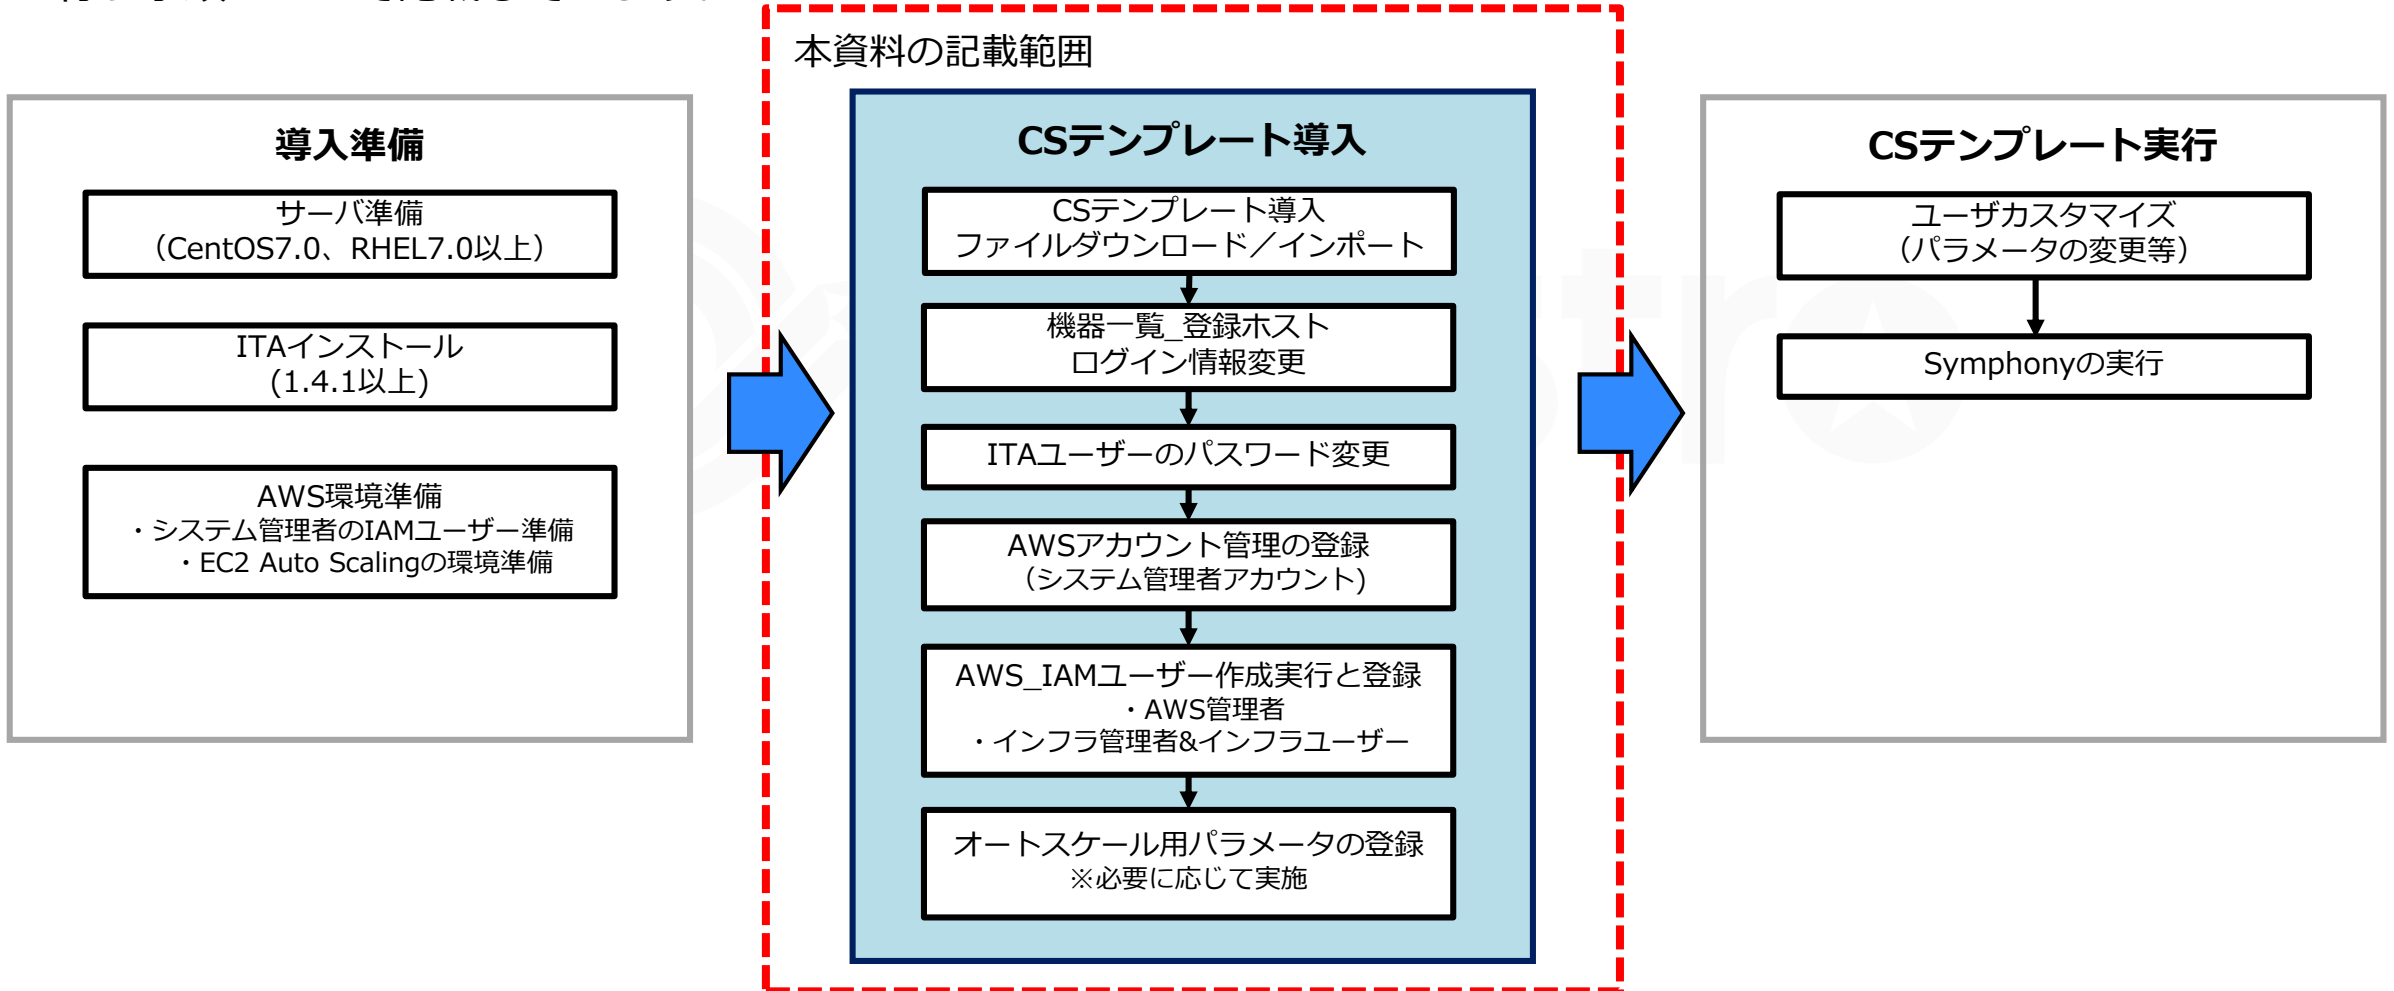 本資料の記載範囲
導入準備
サーバ準備
（CentOS7.0、RHEL7.0以上）
ITAインストール
(1.4.1以上)
AWS環境準備
・システム管理者のIAMユーザー準備
・EC2 Auto Scalingの環境準備
CSテンプレート導入
CSテンプレート導入
ファイルダウンロード／インポート
機器一覧_登録ホスト
ログイン情報変更
ITAユーザーのパスワード変更
AWSアカウント管理の登録
（システム管理者アカウント)
AWS_IAMユーザー作成実行と登録
・AWS管理者
・インフラ管理者&インフラユーザー
オートスケール用パラメータの登録
※必要に応じて実施
CSテンプレート実行
ユーザカスタマイズ
（パラメータの変更等）
Symphonyの実行